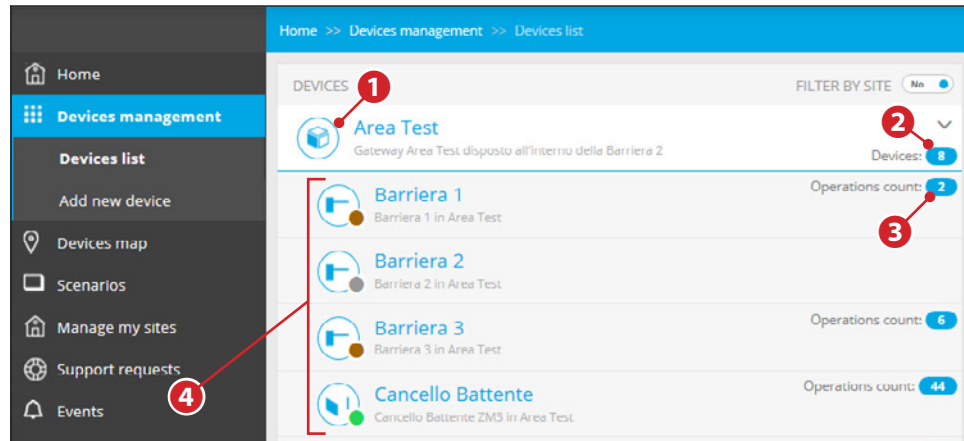 Home >> Devices management >> Devices list
Home
Devices management
Devices list
Add new device
Devices map
Scenarios
Manage my sites
Support requests
Events
DEVICES
1
FILTER BY SITE No
Area Test
Gateway Area Test disposto all'interno della Barriera 2
2
Devices: 8
Barriera 1
Barriera 1 in Area Test
Operations count: 2
3
Barriera 2
Barriera 2 in Area Test
Barriera 3
Barriera 3 in Area Test
Operations count: 6
4
Cancello Battente
Cancello Battente ZM3 in Area Test
Operations count: 44